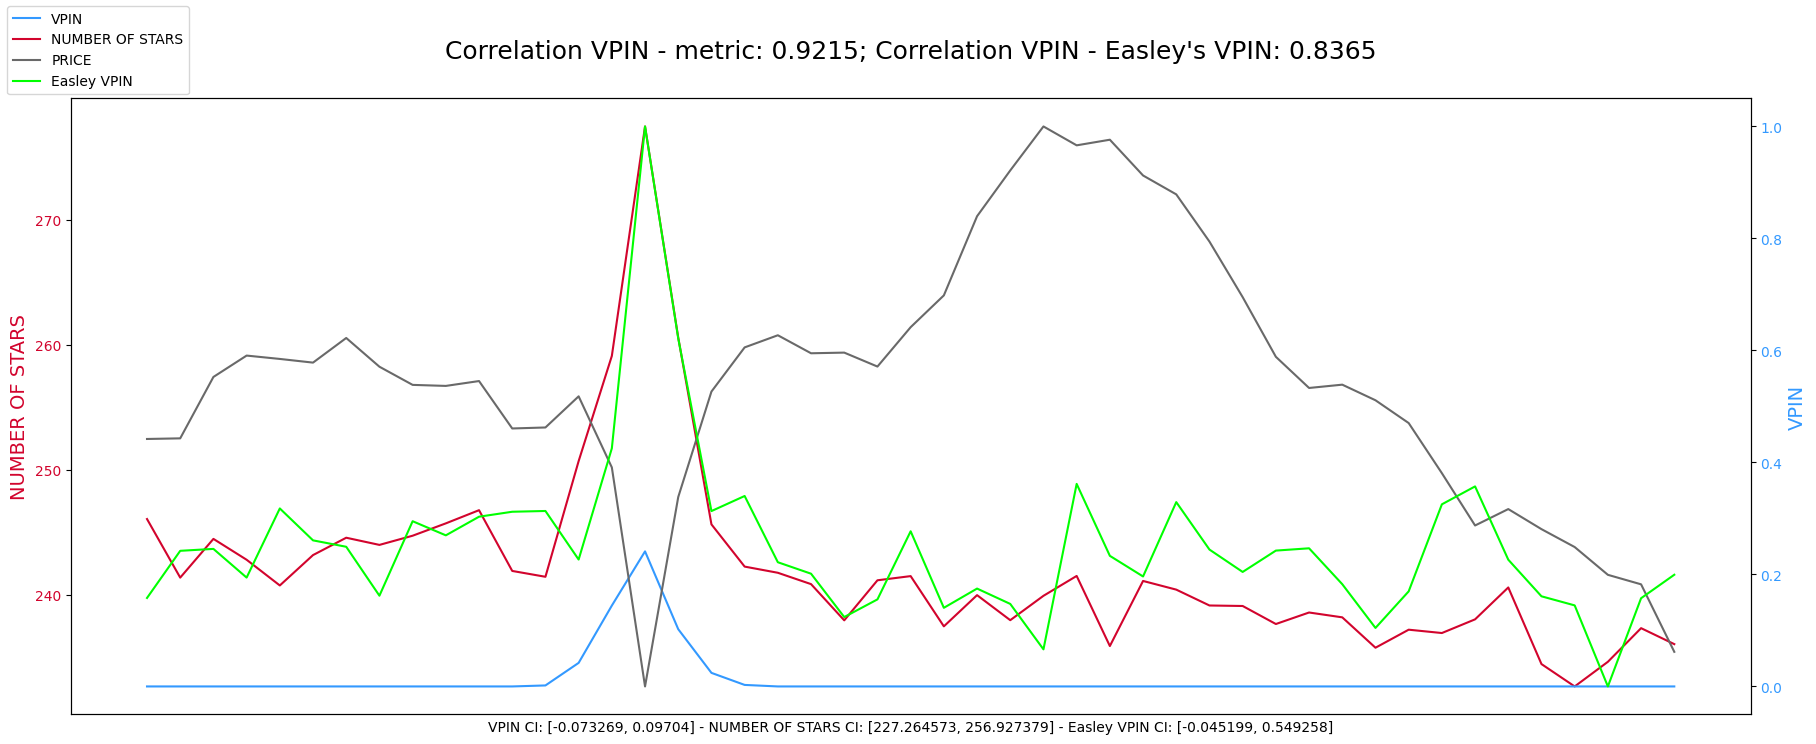 VPIN
NUMBER OF STARS
PRICE
Easley VPIN
Correlation VPIN - metric: 0.9215; Correlation VPIN - Easley's VPIN: 0.8365
NUMBER OF STARS
270
260
250
240
1.0
0.8
0.6
0.4
0.2
0.0
VPIN
VPIN CI: [-0.073269, 0.09704] - NUMBER OF STARS CI: [227.264573, 256.927379] - Easley VPIN CI: [-0.045199, 0.549258]